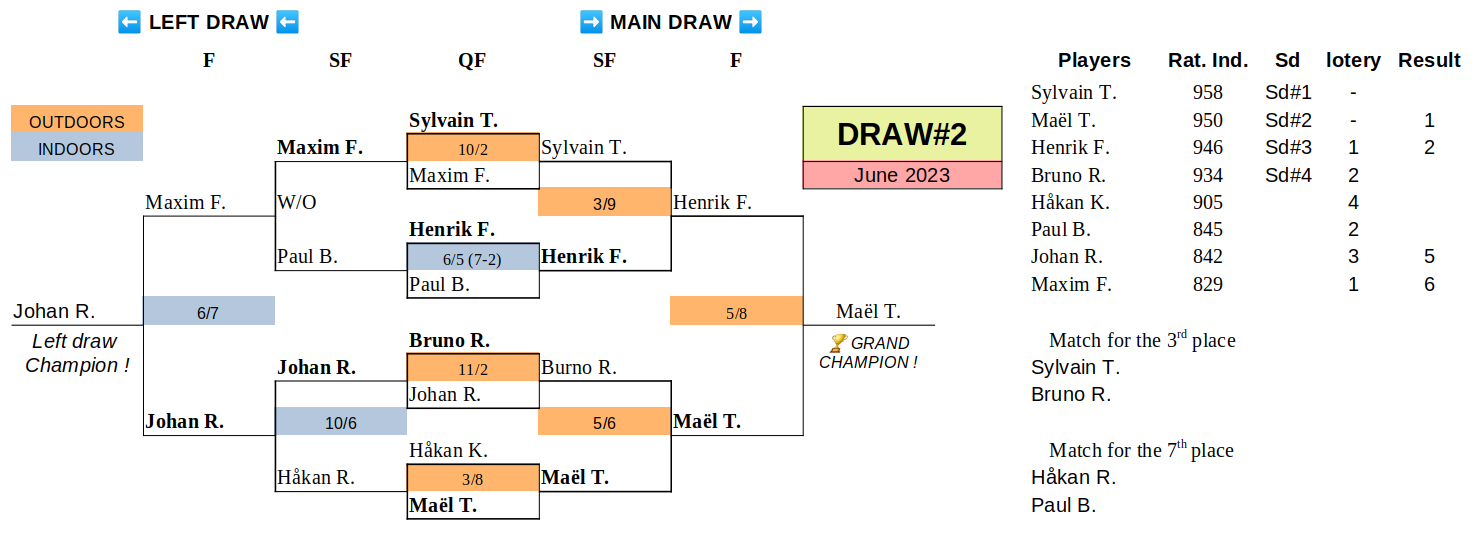 ⬅ LEFT DRAW ⬅
➡ MAIN DRAW ➡
F SF QF SF F
Players Rat. Ind. Sd lotery Result
OUTDOORS
INDOORS
Sylvain T.
10/2
Maxim F.
Henrik F.
6/5 (7-2)
Paul B.
Bruno R.
11/2
Johan R.
Håkan K.
3/8
Maël T.
Maxim F.
W/O
Paul B.
Johan R.
10/6
Håkan R.
Maxim F.
6/7
Johan R.
Johan R.
Left draw
Champion !
Sylvain T.
3/9
Henrik F.
Burno R.
5/6
Maël T.
Henrik F.
5/8
Maël T.
Maël T.
🏆 GRAND
CHAMPION !
DRAW#2
June 2023
Sylvain T. 958 Sd#1 -
Maël T. 950 Sd#2 - 1
Henrik F. 946 Sd#3 1 2
Bruno R. 934 Sd#4 2
Håkan K. 905 4
Paul B. 845 2
Johan R. 842 3 5
Maxim F. 829 1 6
Match for the 3rd place
Sylvain T.
Bruno R.
Match for the 7th place
Håkan R.
Paul B.